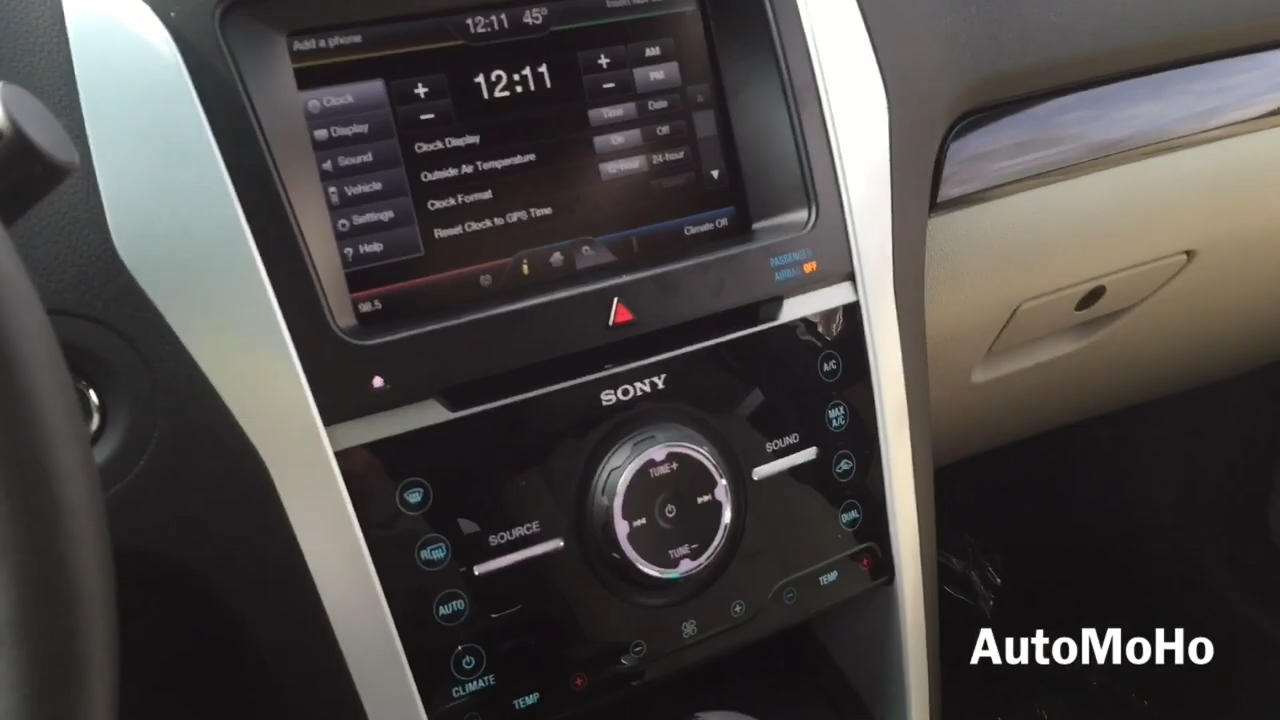 Add a phone
12:11 45°
12:11
AM
PM
Clock
Display
Sound
Vehicle
Settings
? Help
Clock Display
Time
Date
Outside Air Temperature
On
Off
Clock Format
12-hour
24-hour
Reset Clock to GPS Time
98.5
Climate Off
PASSENGER
AIRBAG OFF
SONY
A/C
MAX
A/C
SOUND
TUNE+
TUNE-
SOURCE
R
DUAL
AUTO
TEMP
CLIMATE
TEMP
AutoMoHo